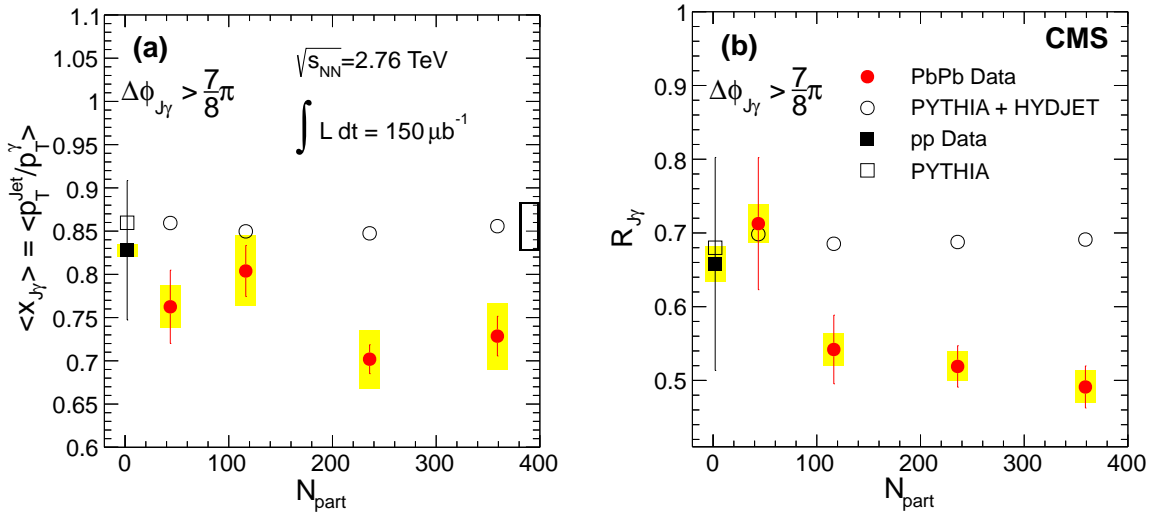 (a)
√s_NN=2.76 TeV
Δϕ_Jγ > 7/8 π
∫ L dt = 150 μb^-1
<x_Jγ> = <p_T^Jet/p_T^γ>
1.1
1.05
1
0.95
0.9
0.85
0.8
0.75
0.7
0.65
0.6
0 100 200 300 400
N_part
(b)
CMS
Δϕ_Jγ > 7/8 π
PbPb Data
PYTHIA + HYDJET
pp Data
PYTHIA
R_Jγ
1
0.9
0.8
0.7
0.6
0.5
0 100 200 300 400
N_part